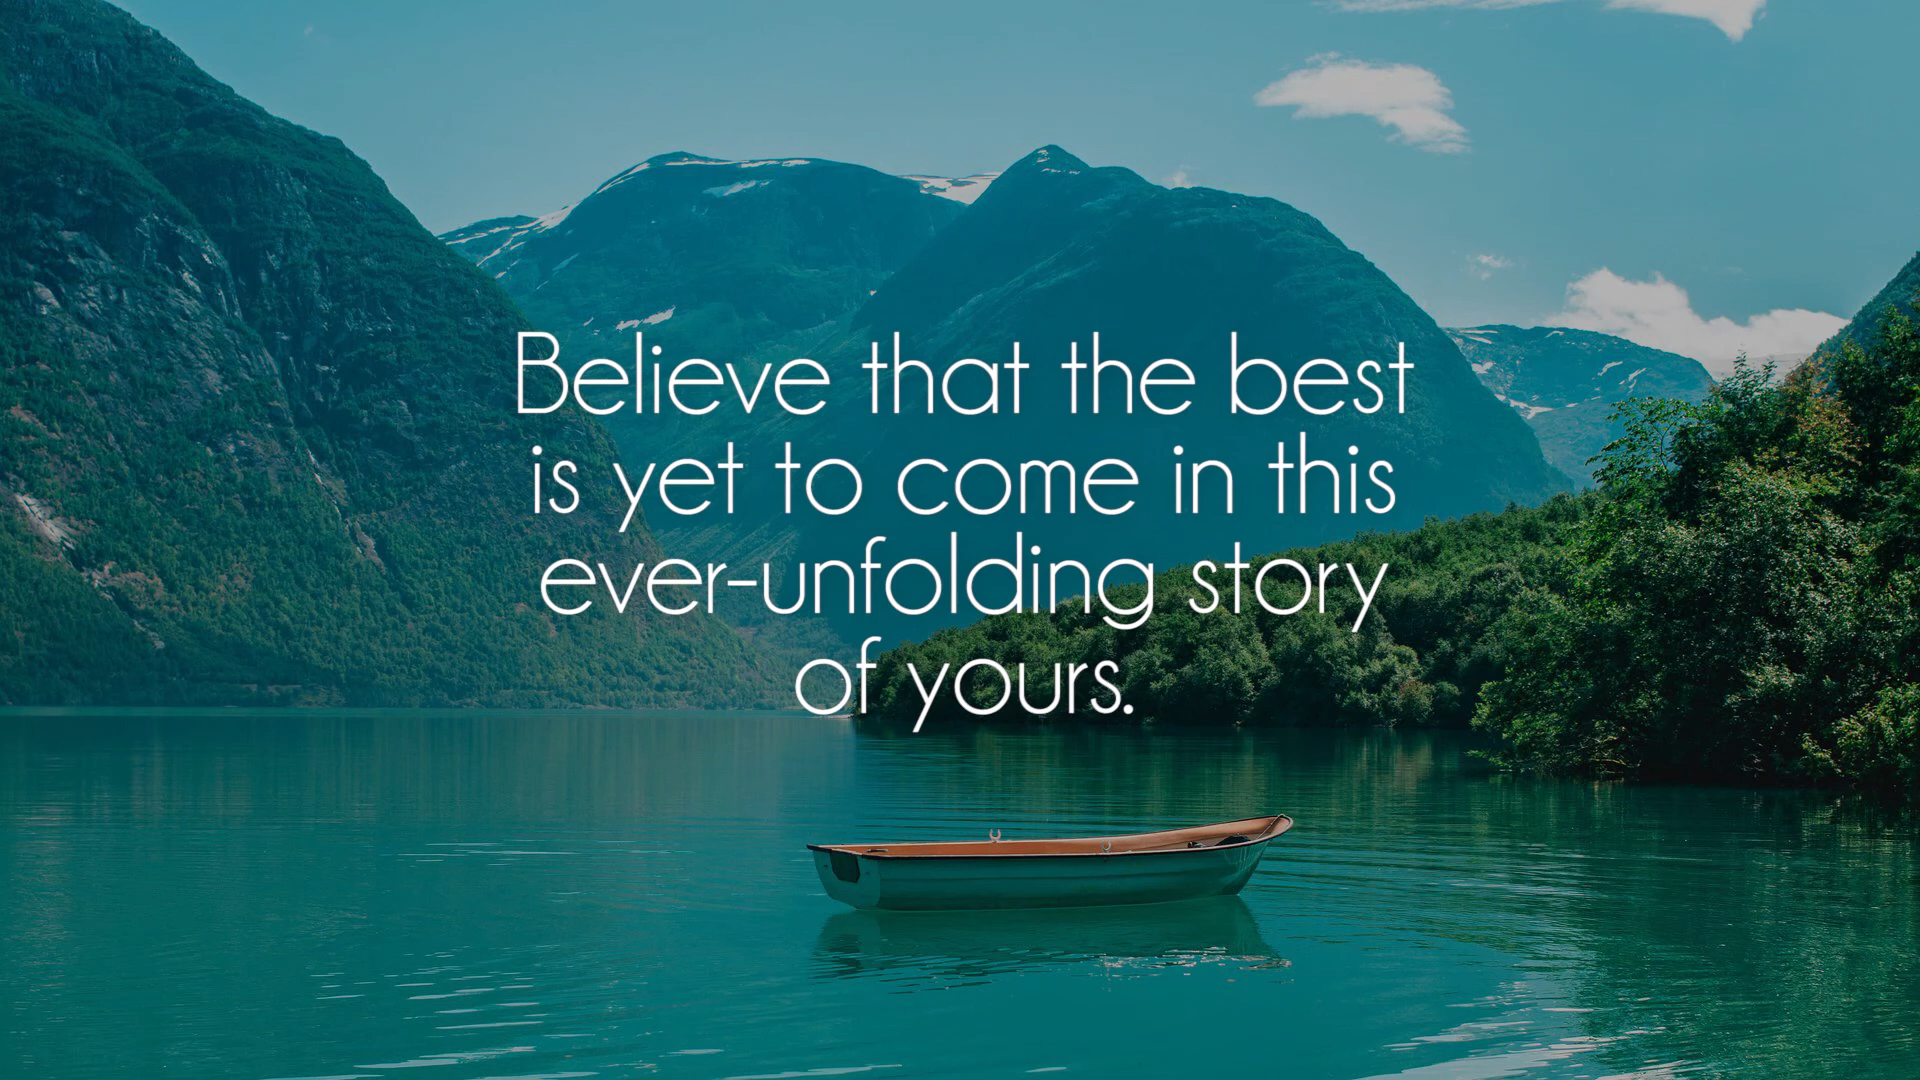 Believe that the best
is yet to come in this
ever-unfolding story
of yours.